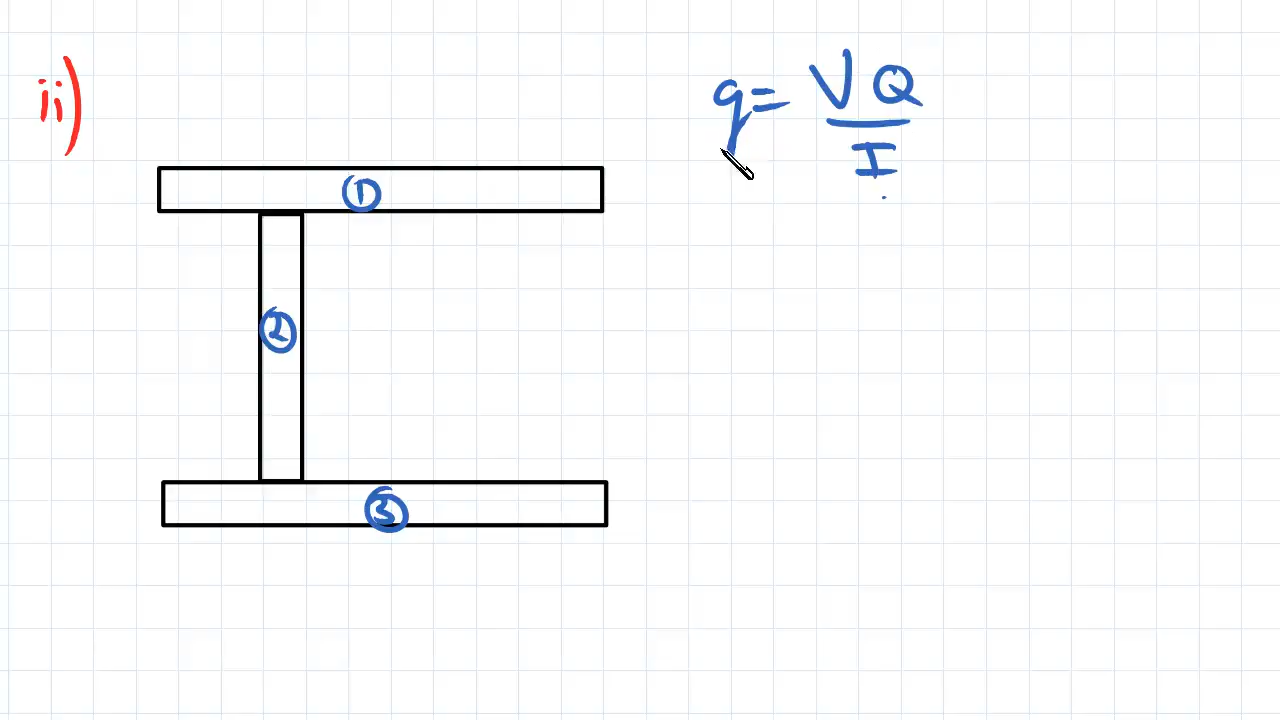 ii)
q = VQ / I
①
②
③